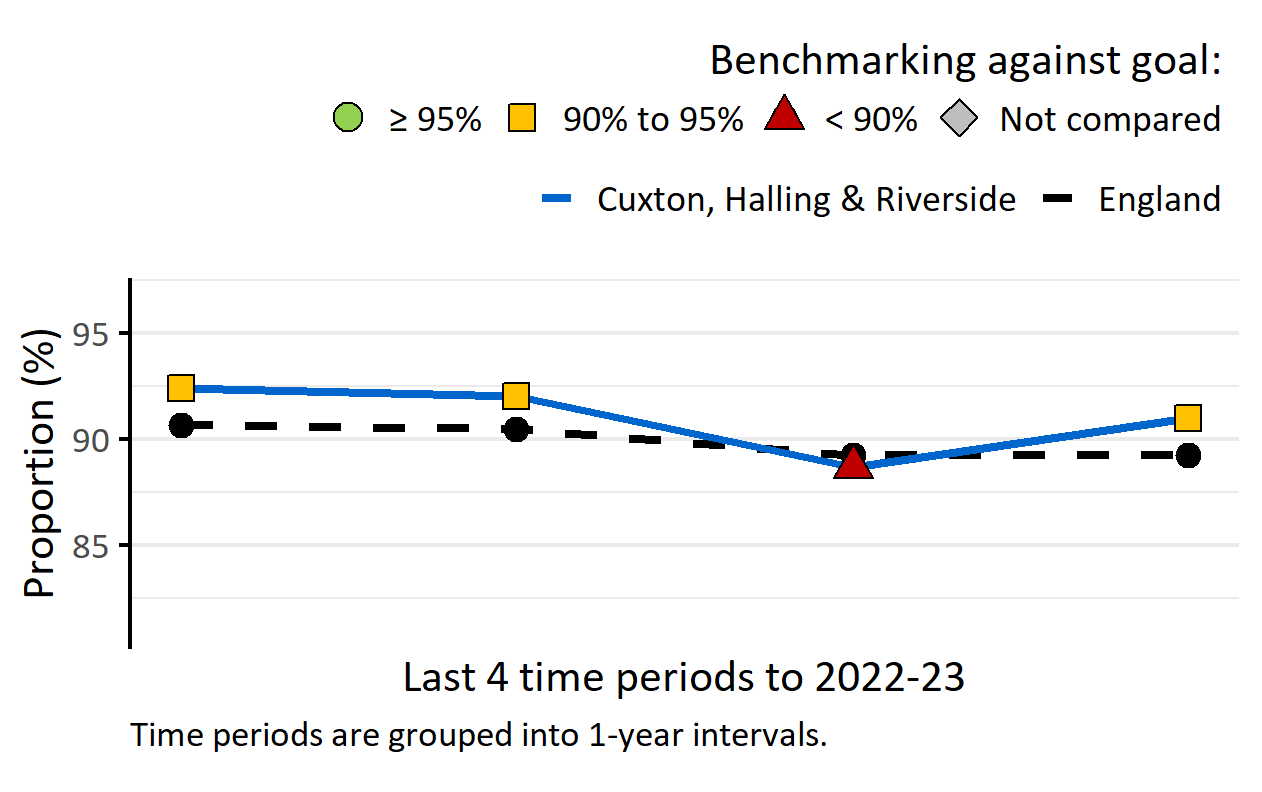 Benchmarking against goal:
≥ 95% 90% to 95% < 90% Not compared
Cuxton, Halling & Riverside England
Proportion (%)
95
90
85
Last 4 time periods to 2022-23
Time periods are grouped into 1-year intervals.